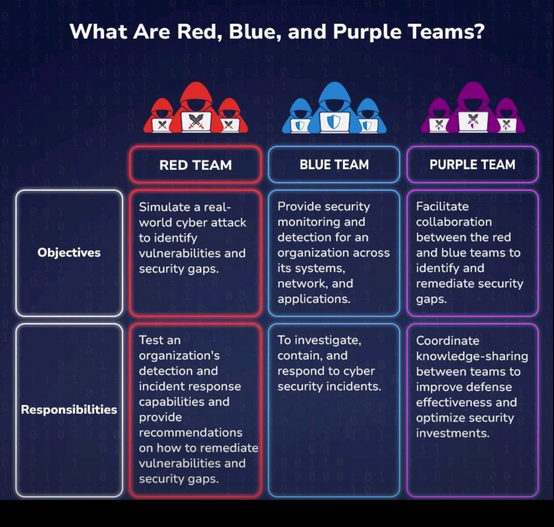 What Are Red, Blue, and Purple Teams?
RED TEAM
BLUE TEAM
PURPLE TEAM
Objectives
Simulate a real-
world cyber attack
to identify
vulnerabilities and
security gaps.
Provide security
monitoring and
detection for an
organization across
its systems,
network, and
applications.
Facilitate
collaboration
between the red
and blue teams to
identify and
remediate security
gaps.
Responsibilities
Test an
organization's
detection and
incident response
capabilities and
provide
recommendations
on how to remediate
vulnerabilities and
security gaps.
To investigate,
contain, and
respond to cyber
security incidents.
Coordinate
knowledge-sharing
between teams to
improve defense
effectiveness and
optimize security
investments.